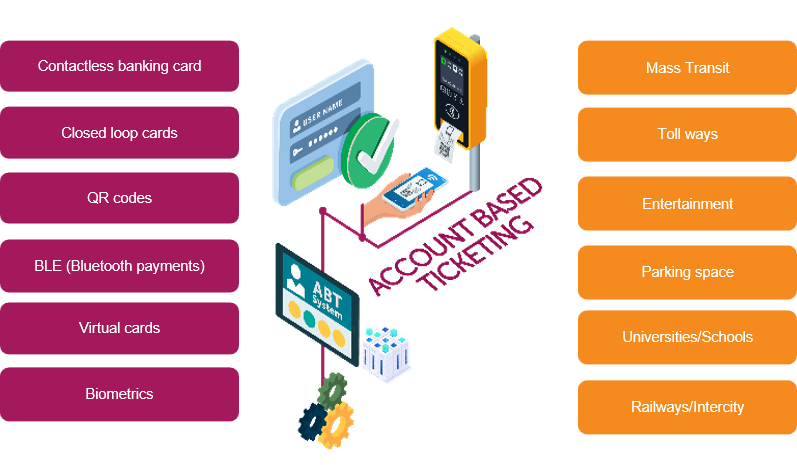 Contactless banking card
Closed loop cards
QR codes
BLE (Bluetooth payments)
Virtual cards
Biometrics
USER NAME
ACCOUNT BASED
TICKETING
ABT
System
Mass Transit
Toll ways
Entertainment
Parking space
Universities/Schools
Railways/Intercity